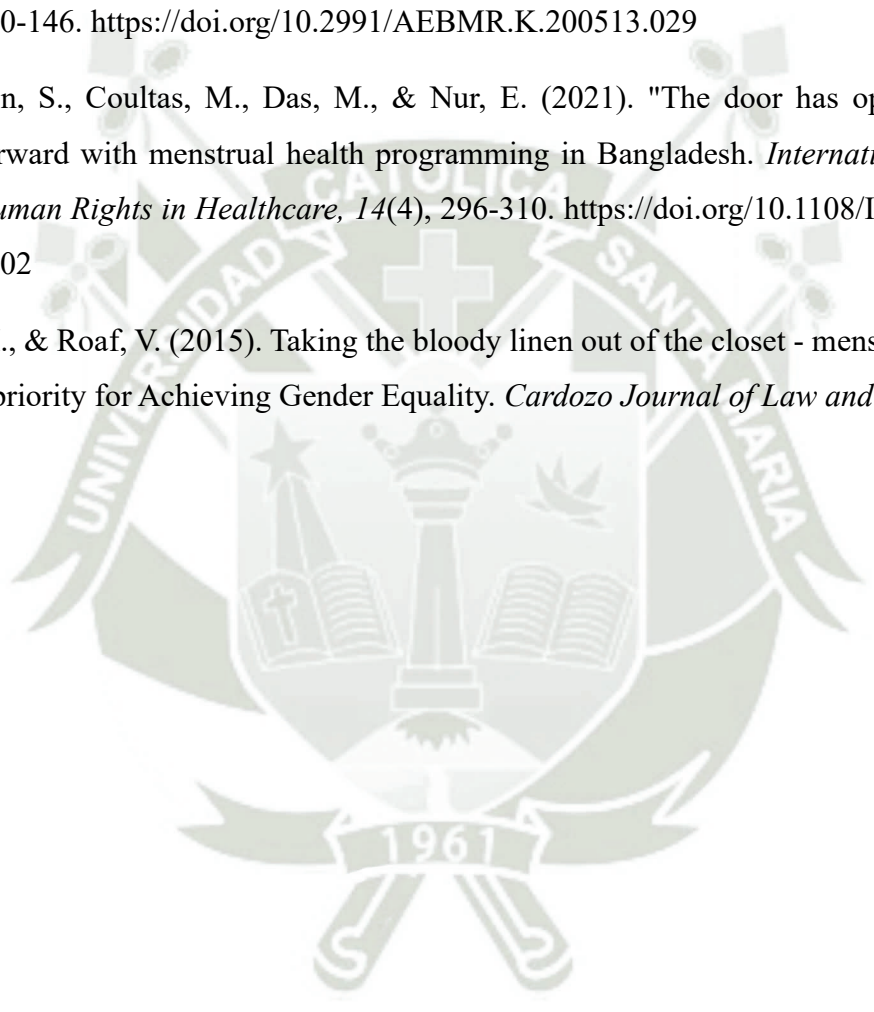 0-146. https://doi.org/10.2991/AEBMR.K.200513.029
n, S., Coultas, M., Das, M., & Nur, E. (2021). "The door has op
rward with menstrual health programming in Bangladesh. Internati
uman Rights in Healthcare, 14(4), 296-310. https://doi.org/10.1108/I
02
., & Roaf, V. (2015). Taking the bloody linen out of the closet - mens
priority for Achieving Gender Equality. Cardozo Journal of Law and
UNIVERSIDAD CATOLICA SANTA MARIA
1961